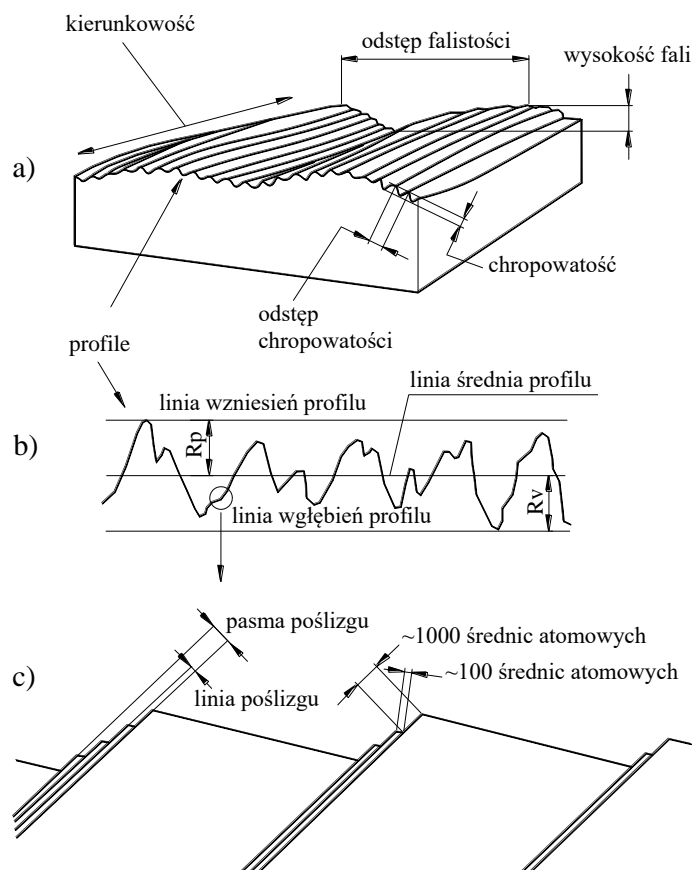 kierunkowość
odstęp falistości
wysokość fali
a)
chropowatość
odstęp
chropowatości
profile
linia średnia profilu
linia wzniesień profilu
b)
Rp
Rv
linia wgłębień profilu
pasma poślizgu
~1000 średnic atomowych
c)
~100 średnic atomowych
linia poślizgu